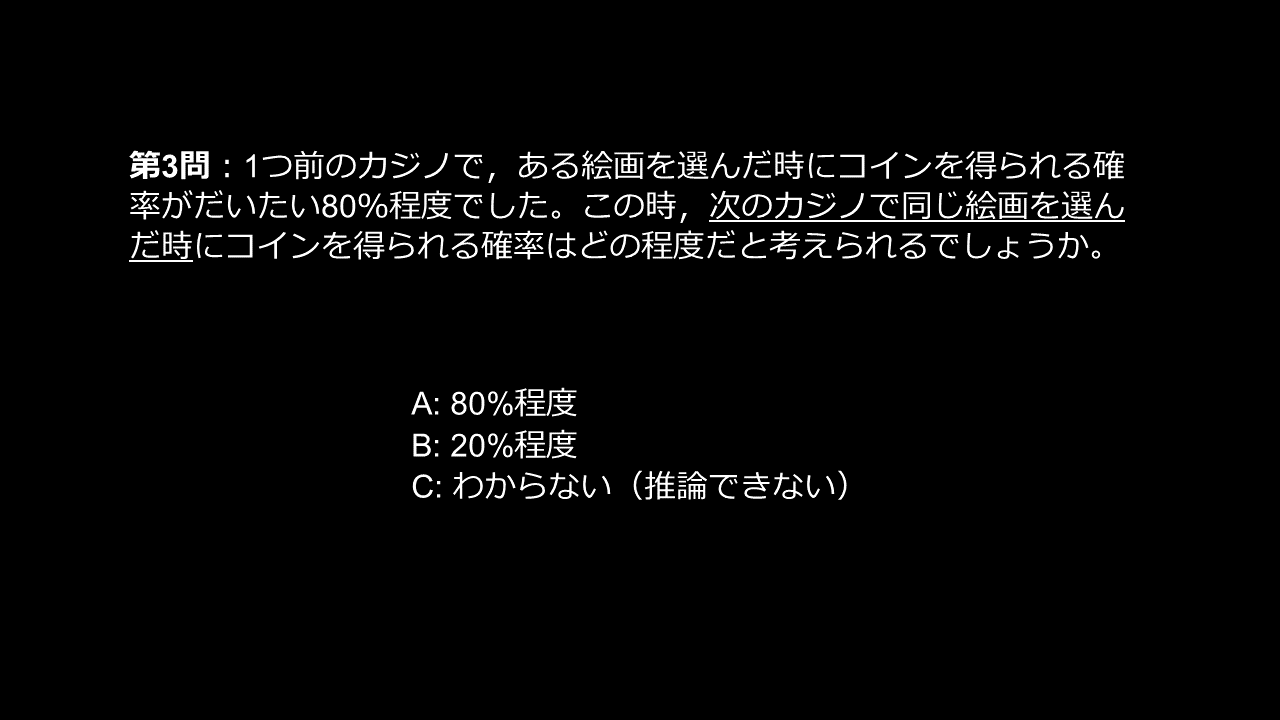 第3問：1つ前のカジノで，ある絵画を選んだ時にコインを得られる確
率がだいたい80%程度でした。この時，次のカジノで同じ絵画を選ん
だ時にコインを得られる確率はどの程度だと考えられるでしょうか。
A: 80%程度
B: 20%程度
C: わからない（推論できない）